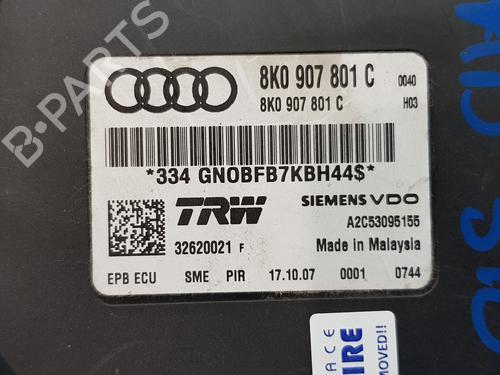 B-PARTS
8K0 907 801 C 0040
8K0 907 801 C H03
*334 GN0BFB7KBH44$*
TRW
SIEMENS VDO
A2C53095155
32620021 F
Made in Malaysia
EPB ECU SME PIR 17.10.07 0001 0744